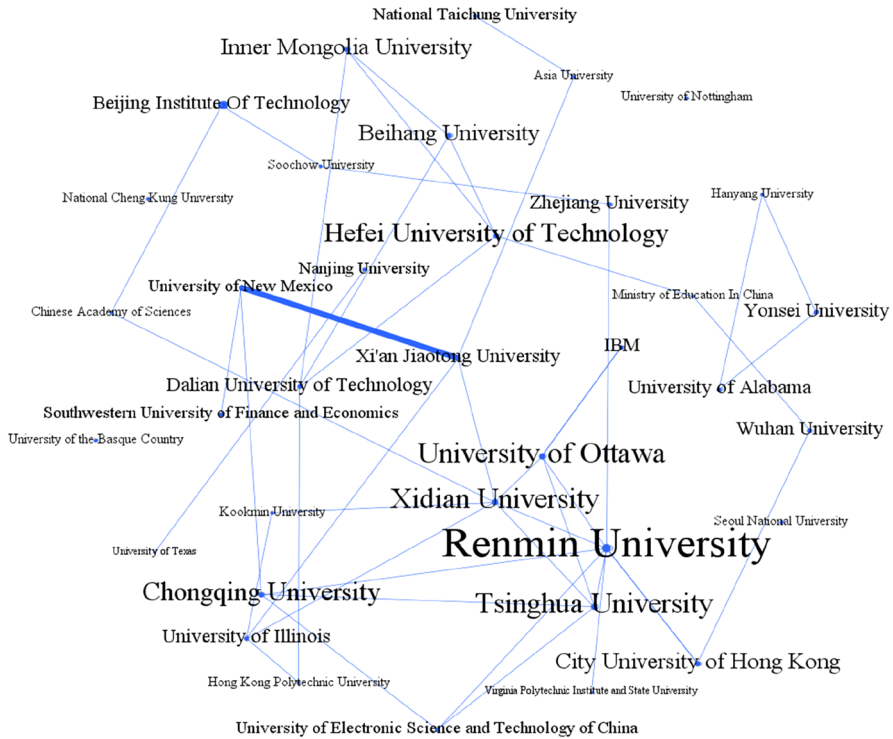 National Taichung University
Inner Mongolia University
Asia University
University of Nottingham
Beijing Institute Of Technology
Beihang University
Soochow University
National Cheng Kung University
Zhejiang University
Hanyang University
Hefei University of Technology
Nanjing University
University of New Mexico
Ministry of Education In China
Chinese Academy of Sciences
Yonsei University
IBM
Xi'an Jiaotong University
Dalian University of Technology
University of Alabama
Southwestern University of Finance and Economics
Wuhan University
University of the Basque Country
University of Ottawa
Xidian University
Kookmin University
Seoul National University
Renmin University
University of Texas
Chongqing University
Tsinghua University
University of Illinois
City University of Hong Kong
Hong Kong Polytechnic University
Virginia Polytechnic Institute and State University
University of Electronic Science and Technology of China